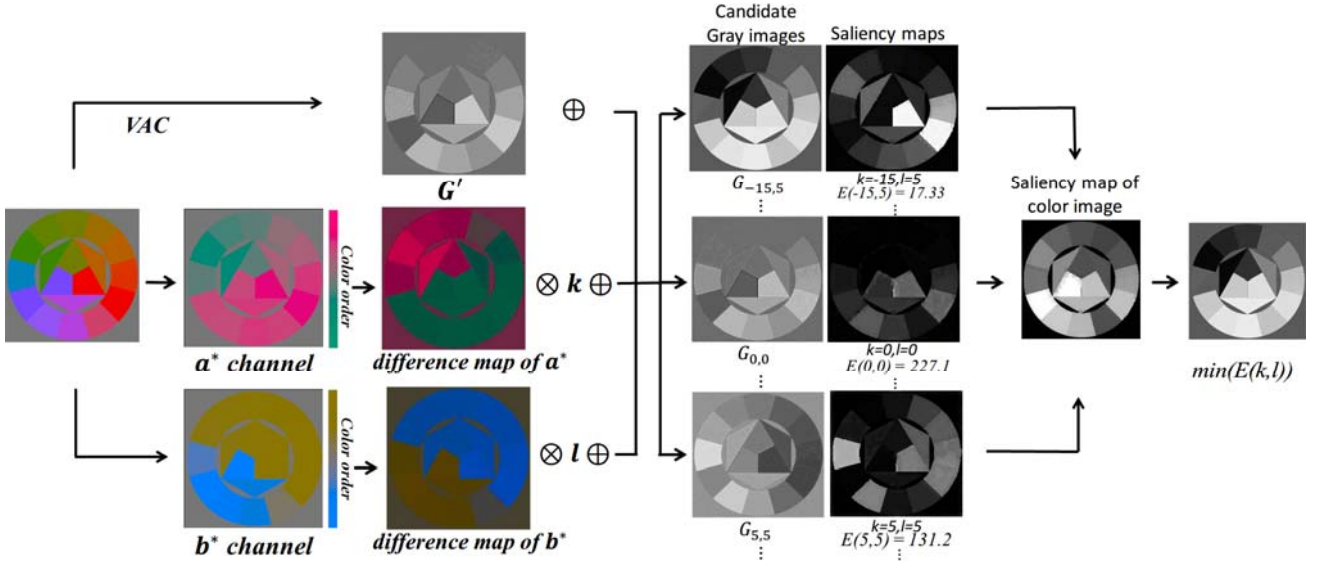 VAC
G′
⊕
a* channel
Color order
difference map of a*
⊗ k ⊕
b* channel
Color order
difference map of b*
⊗ l ⊕
Candidate
Gray images
Saliency maps
G₋₁₅,₅
k=-15,l=5
E(-15,5) = 17.33
⋮
⋮
G₀,₀
k=0,l=0
E(0,0) = 227.1
⋮
⋮
G₅,₅
k=5,l=5
E(5,5) = 131.2
⋮
⋮
Saliency map of
color image
min(E(k,l))